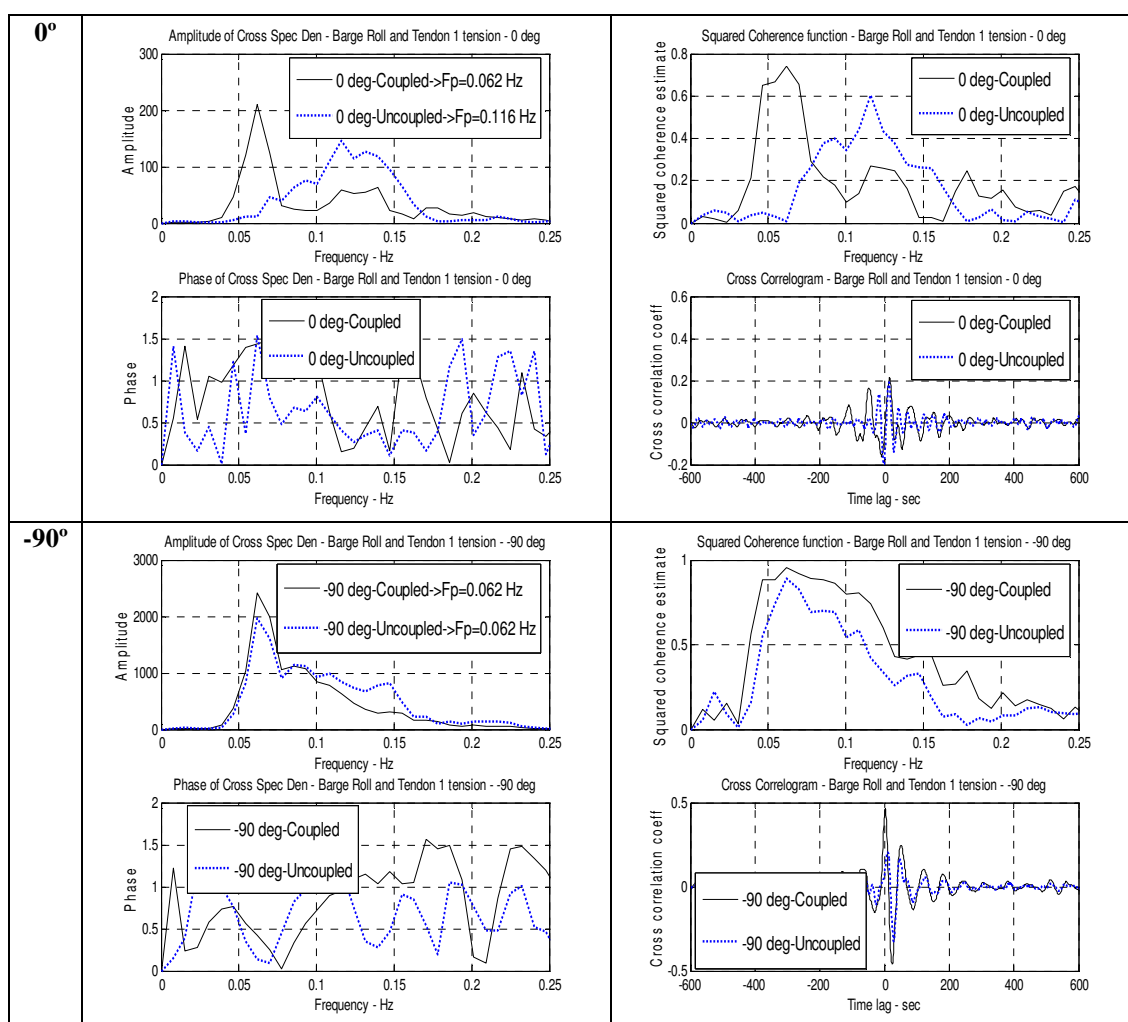 0º
Amplitude of Cross Spec Den - Barge Roll and Tendon 1 tension - 0 deg
300
200
100
0
Amplitude
0 deg-Coupled->Fp=0.062 Hz
0 deg-Uncoupled->Fp=0.116 Hz
0 0.05 0.1 0.15 0.2 0.25
Frequency - Hz
Squared Coherence function - Barge Roll and Tendon 1 tension - 0 deg
0.8
0.6
0.4
0.2
0
Squared coherence estimate
0 deg-Coupled
0 deg-Uncoupled
0 0.05 0.1 0.15 0.2 0.25
Frequency - Hz
Phase of Cross Spec Den - Barge Roll and Tendon 1 tension - 0 deg
2
1.5
1
0.5
0
Phase
0 deg-Coupled
0 deg-Uncoupled
0 0.05 0.1 0.15 0.2 0.25
Frequency - Hz
Cross Correlogram - Barge Roll and Tendon 1 tension - 0 deg
0.6
0.4
0.2
0
-0.2
Cross correlation coeff
0 deg-Coupled
0 deg-Uncoupled
-600 -400 -200 0 200 400 600
Time lag - sec
-90º
Amplitude of Cross Spec Den - Barge Roll and Tendon 1 tension - -90 deg
3000
2000
1000
0
Amplitude
-90 deg-Coupled->Fp=0.062 Hz
-90 deg-Uncoupled->Fp=0.062 Hz
0 0.05 0.1 0.15 0.2 0.25
Frequency - Hz
Squared Coherence function - Barge Roll and Tendon 1 tension - -90 deg
1
0.5
0
Squared coherence estimate
-90 deg-Coupled
-90 deg-Uncoupled
0 0.05 0.1 0.15 0.2 0.25
Frequency - Hz
Phase of Cross Spec Den - Barge Roll and Tendon 1 tension - -90 deg
2
1.5
1
0.5
0
Phase
-90 deg-Coupled
-90 deg-Uncoupled
0 0.05 0.1 0.15 0.2 0.25
Frequency - Hz
Cross Correlogram - Barge Roll and Tendon 1 tension - -90 deg
0.5
0
-0.5
Cross correlation coeff
-90 deg-Coupled
-90 deg-Uncoupled
-600 -400 -200 0 200 400 600
Time lag - sec